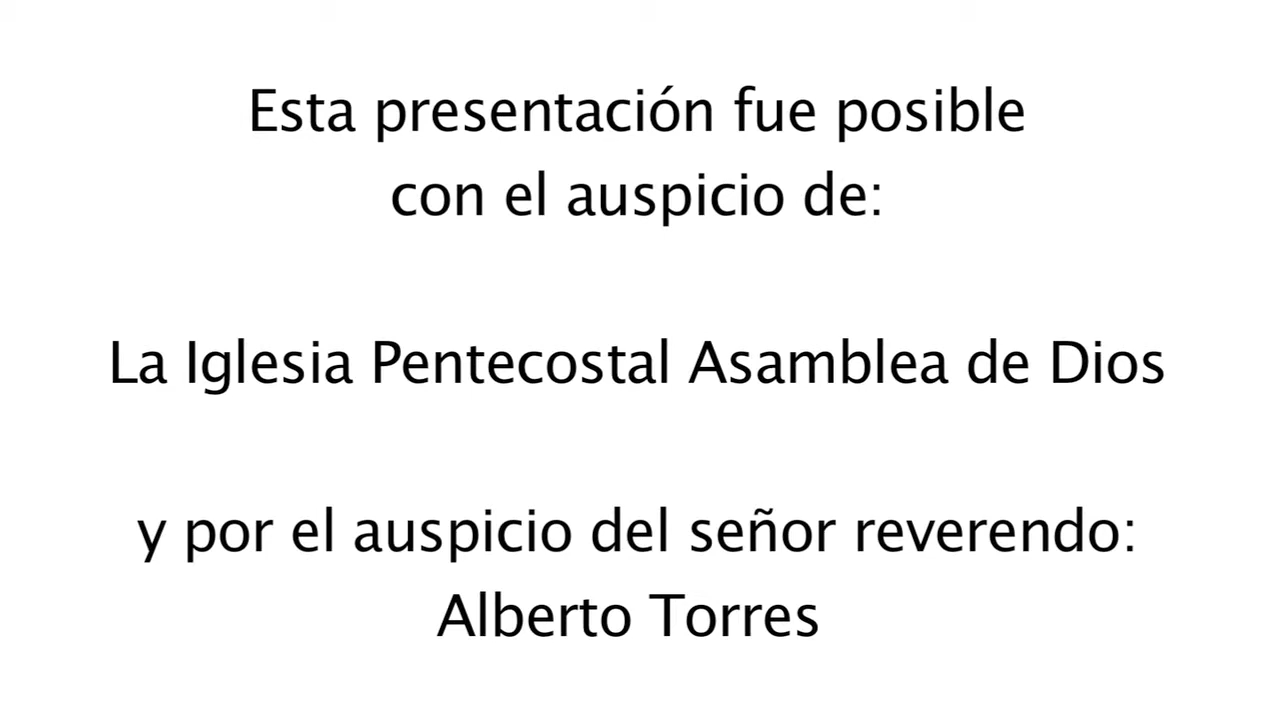 Esta presentación fue posible
con el auspicio de:
La Iglesia Pentecostal Asamblea de Dios
y por el auspicio del señor reverendo:
Alberto Torres